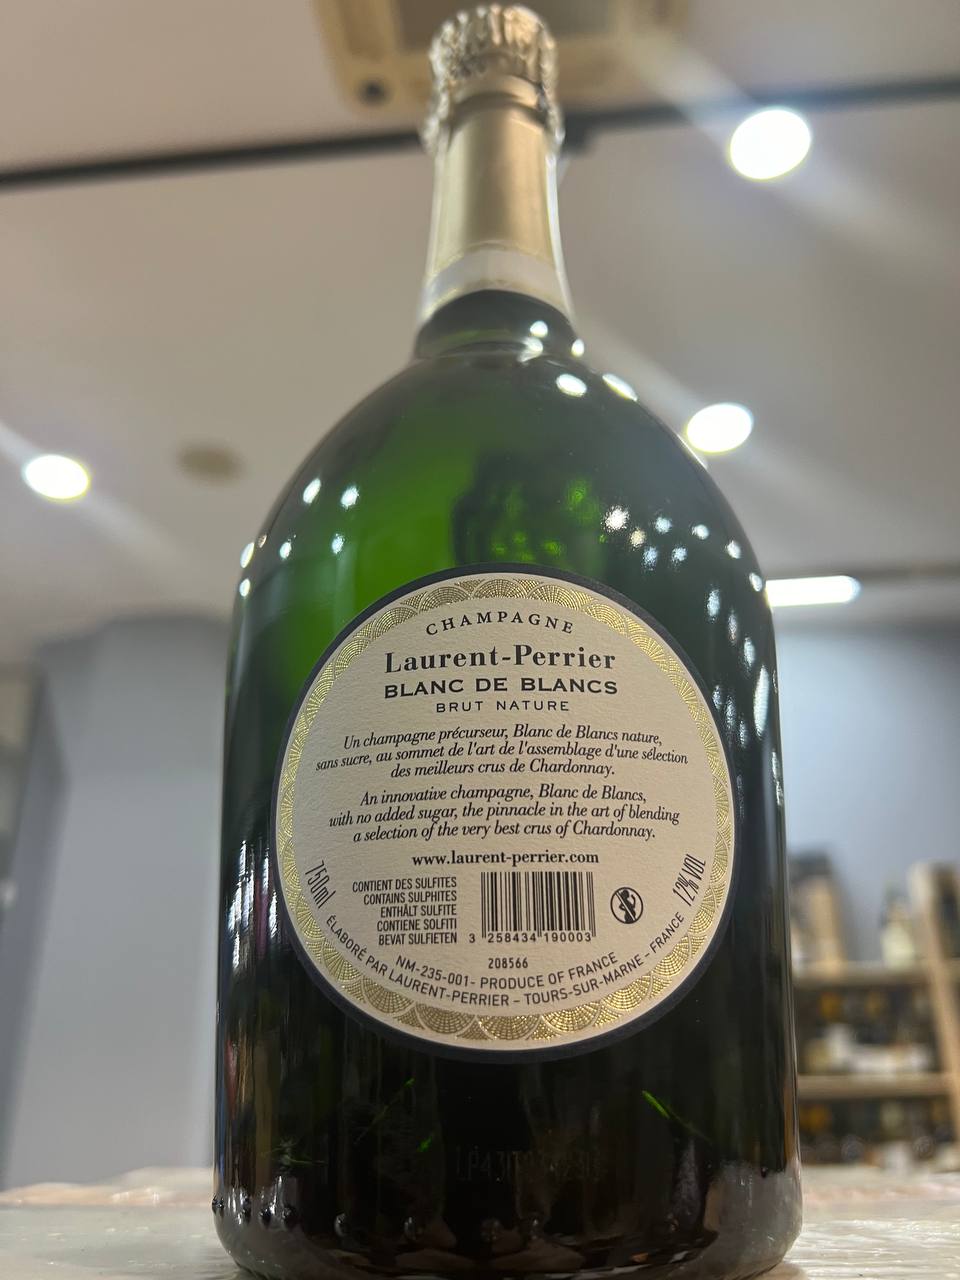 CHAMPAGNE
Laurent-Perrier
BLANC DE BLANCS
BRUT NATURE
Un champagne précurseur, Blanc de Blancs nature,
sans sucre, au sommet de l'art de l'assemblage d'une sélection
des meilleurs crus de Chardonnay.
An innovative champagne, Blanc de Blancs,
with no added sugar, the pinnacle in the art of blending
a selection of the very best crus of Chardonnay.
www.laurent-perrier.com
750ml
CONTIENT DES SULFITES
CONTAINS SULPHITES
ENTHÄLT SULFITE
CONTIENE SOLFITI
BEVAT SULFIETEN
3 258434 190003
12% VOL
208566
NM-235-001- PRODUCE OF FRANCE
ÉLABORÉ PAR LAURENT-PERRIER – TOURS-SUR-MARNE – FRANCE